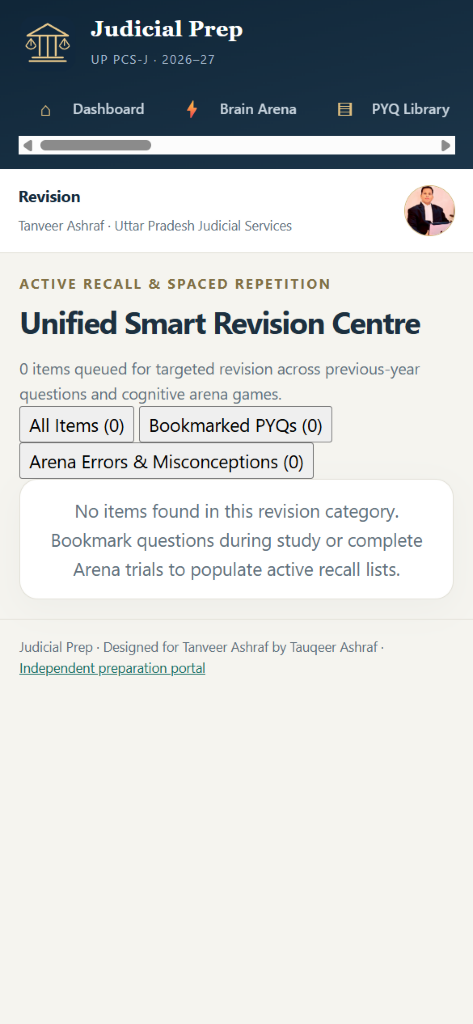 Judicial Prep
UP PCS-J · 2026–27
Dashboard
Brain Arena
PYQ Library
Revision
Tanveer Ashraf · Uttar Pradesh Judicial Services
ACTIVE RECALL & SPACED REPETITION
Unified Smart Revision Centre
0 items queued for targeted revision across previous-year
questions and cognitive arena games.
All Items (0)
Bookmarked PYQs (0)
Arena Errors & Misconceptions (0)
No items found in this revision category.
Bookmark questions during study or complete
Arena trials to populate active recall lists.
Judicial Prep · Designed for Tanveer Ashraf by Tauqeer Ashraf ·
Independent preparation portal